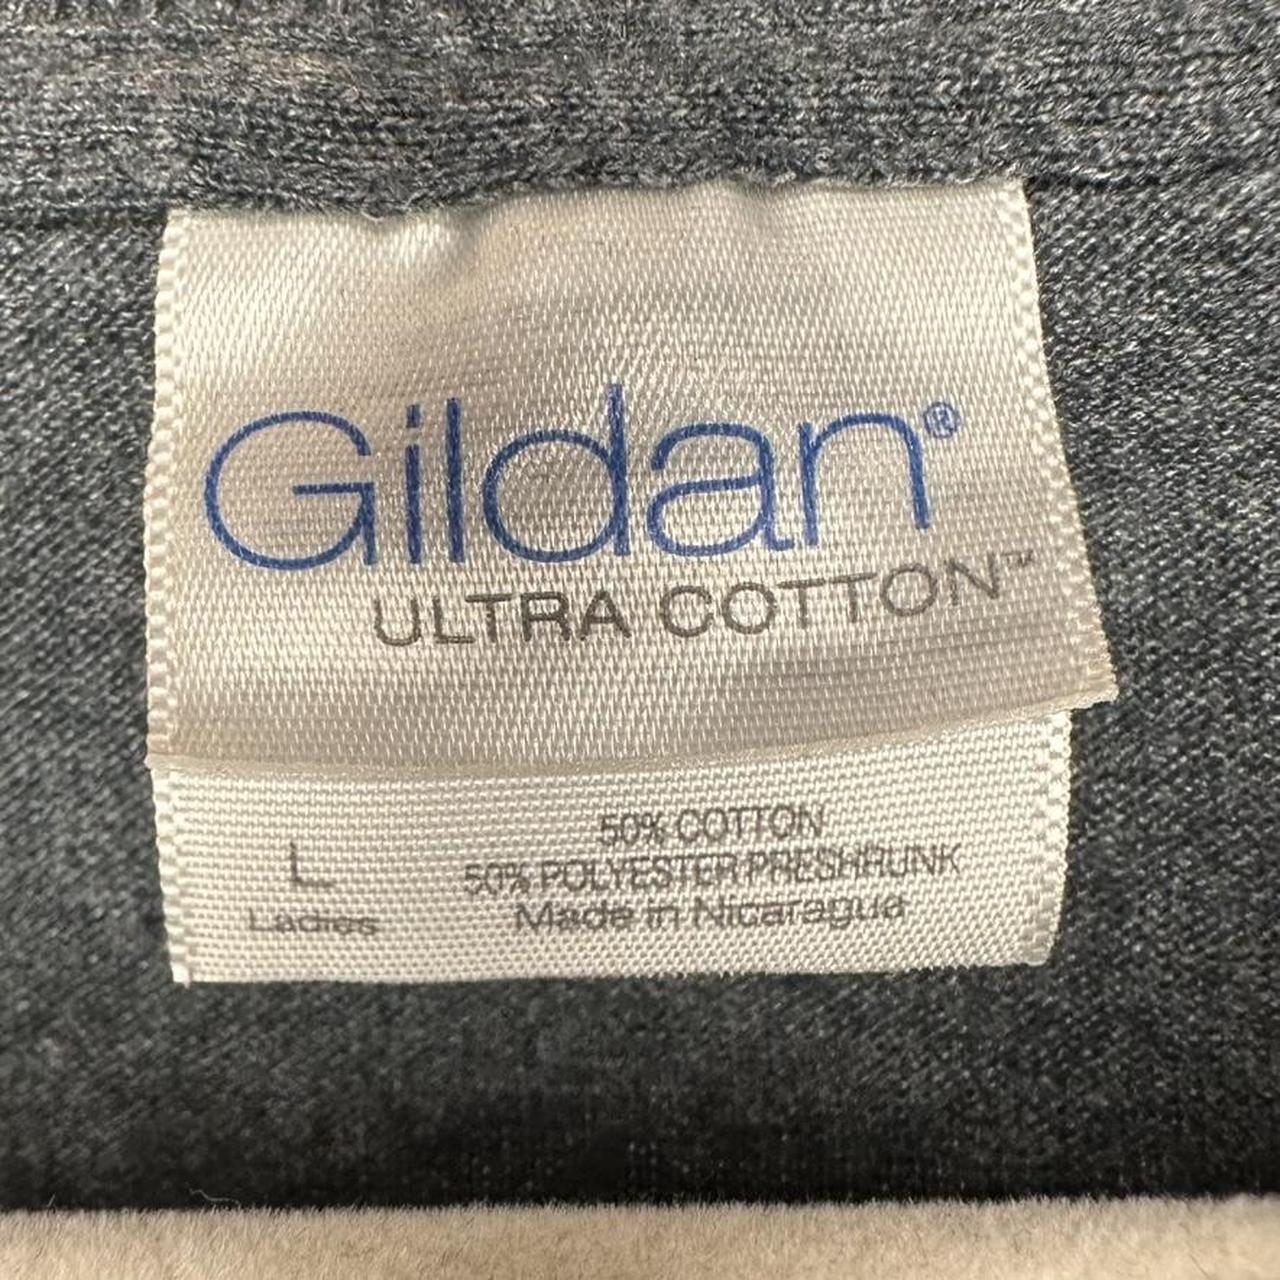 Gildan®
ULTRA COTTON™
50% COTTON
50% POLYESTER PRESHRUNK
Made in Nicaragua
L
Ladies